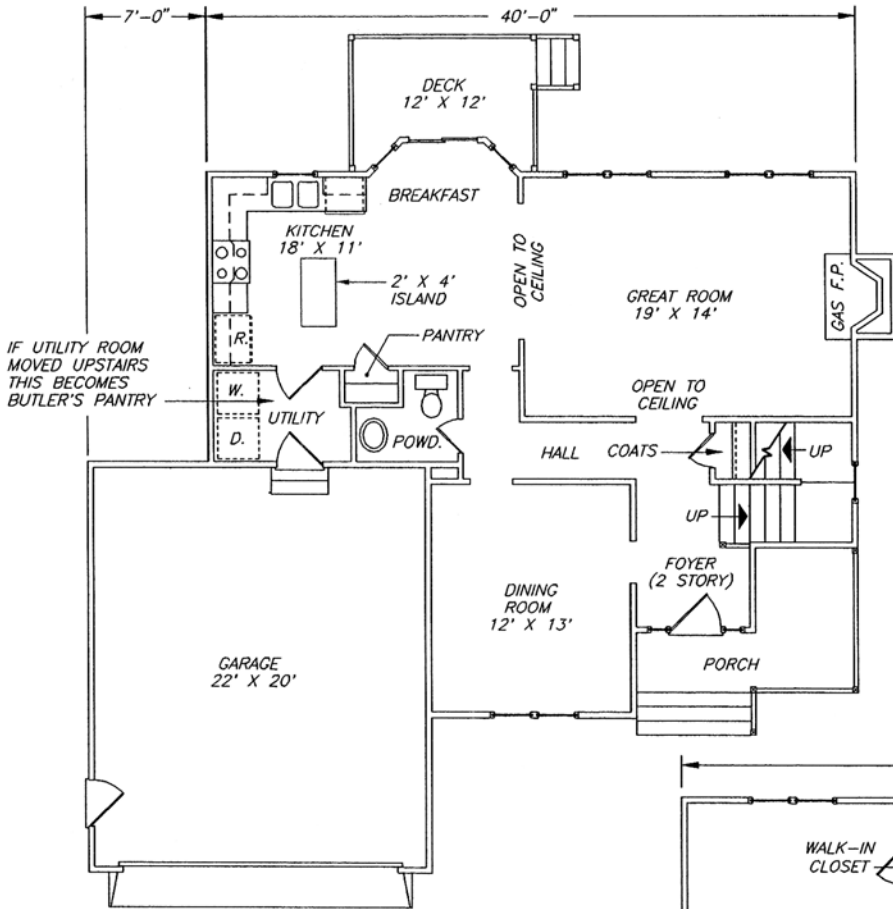 7'-0"
40'-0"
DECK
12' X 12'
BREAKFAST
KITCHEN
18' X 11'
2' X 4'
ISLAND
OPEN TO
CEILING
GREAT ROOM
19' X 14'
GAS F.P.
PANTRY
R.
IF UTILITY ROOM
MOVED UPSTAIRS
THIS BECOMES
BUTLER'S PANTRY
W.
D.
UTILITY
POWD.
OPEN TO
CEILING
HALL
COATS
UP
UP
FOYER
(2 STORY)
DINING
ROOM
12' X 13'
GARAGE
22' X 20'
PORCH
WALK-IN
CLOSET